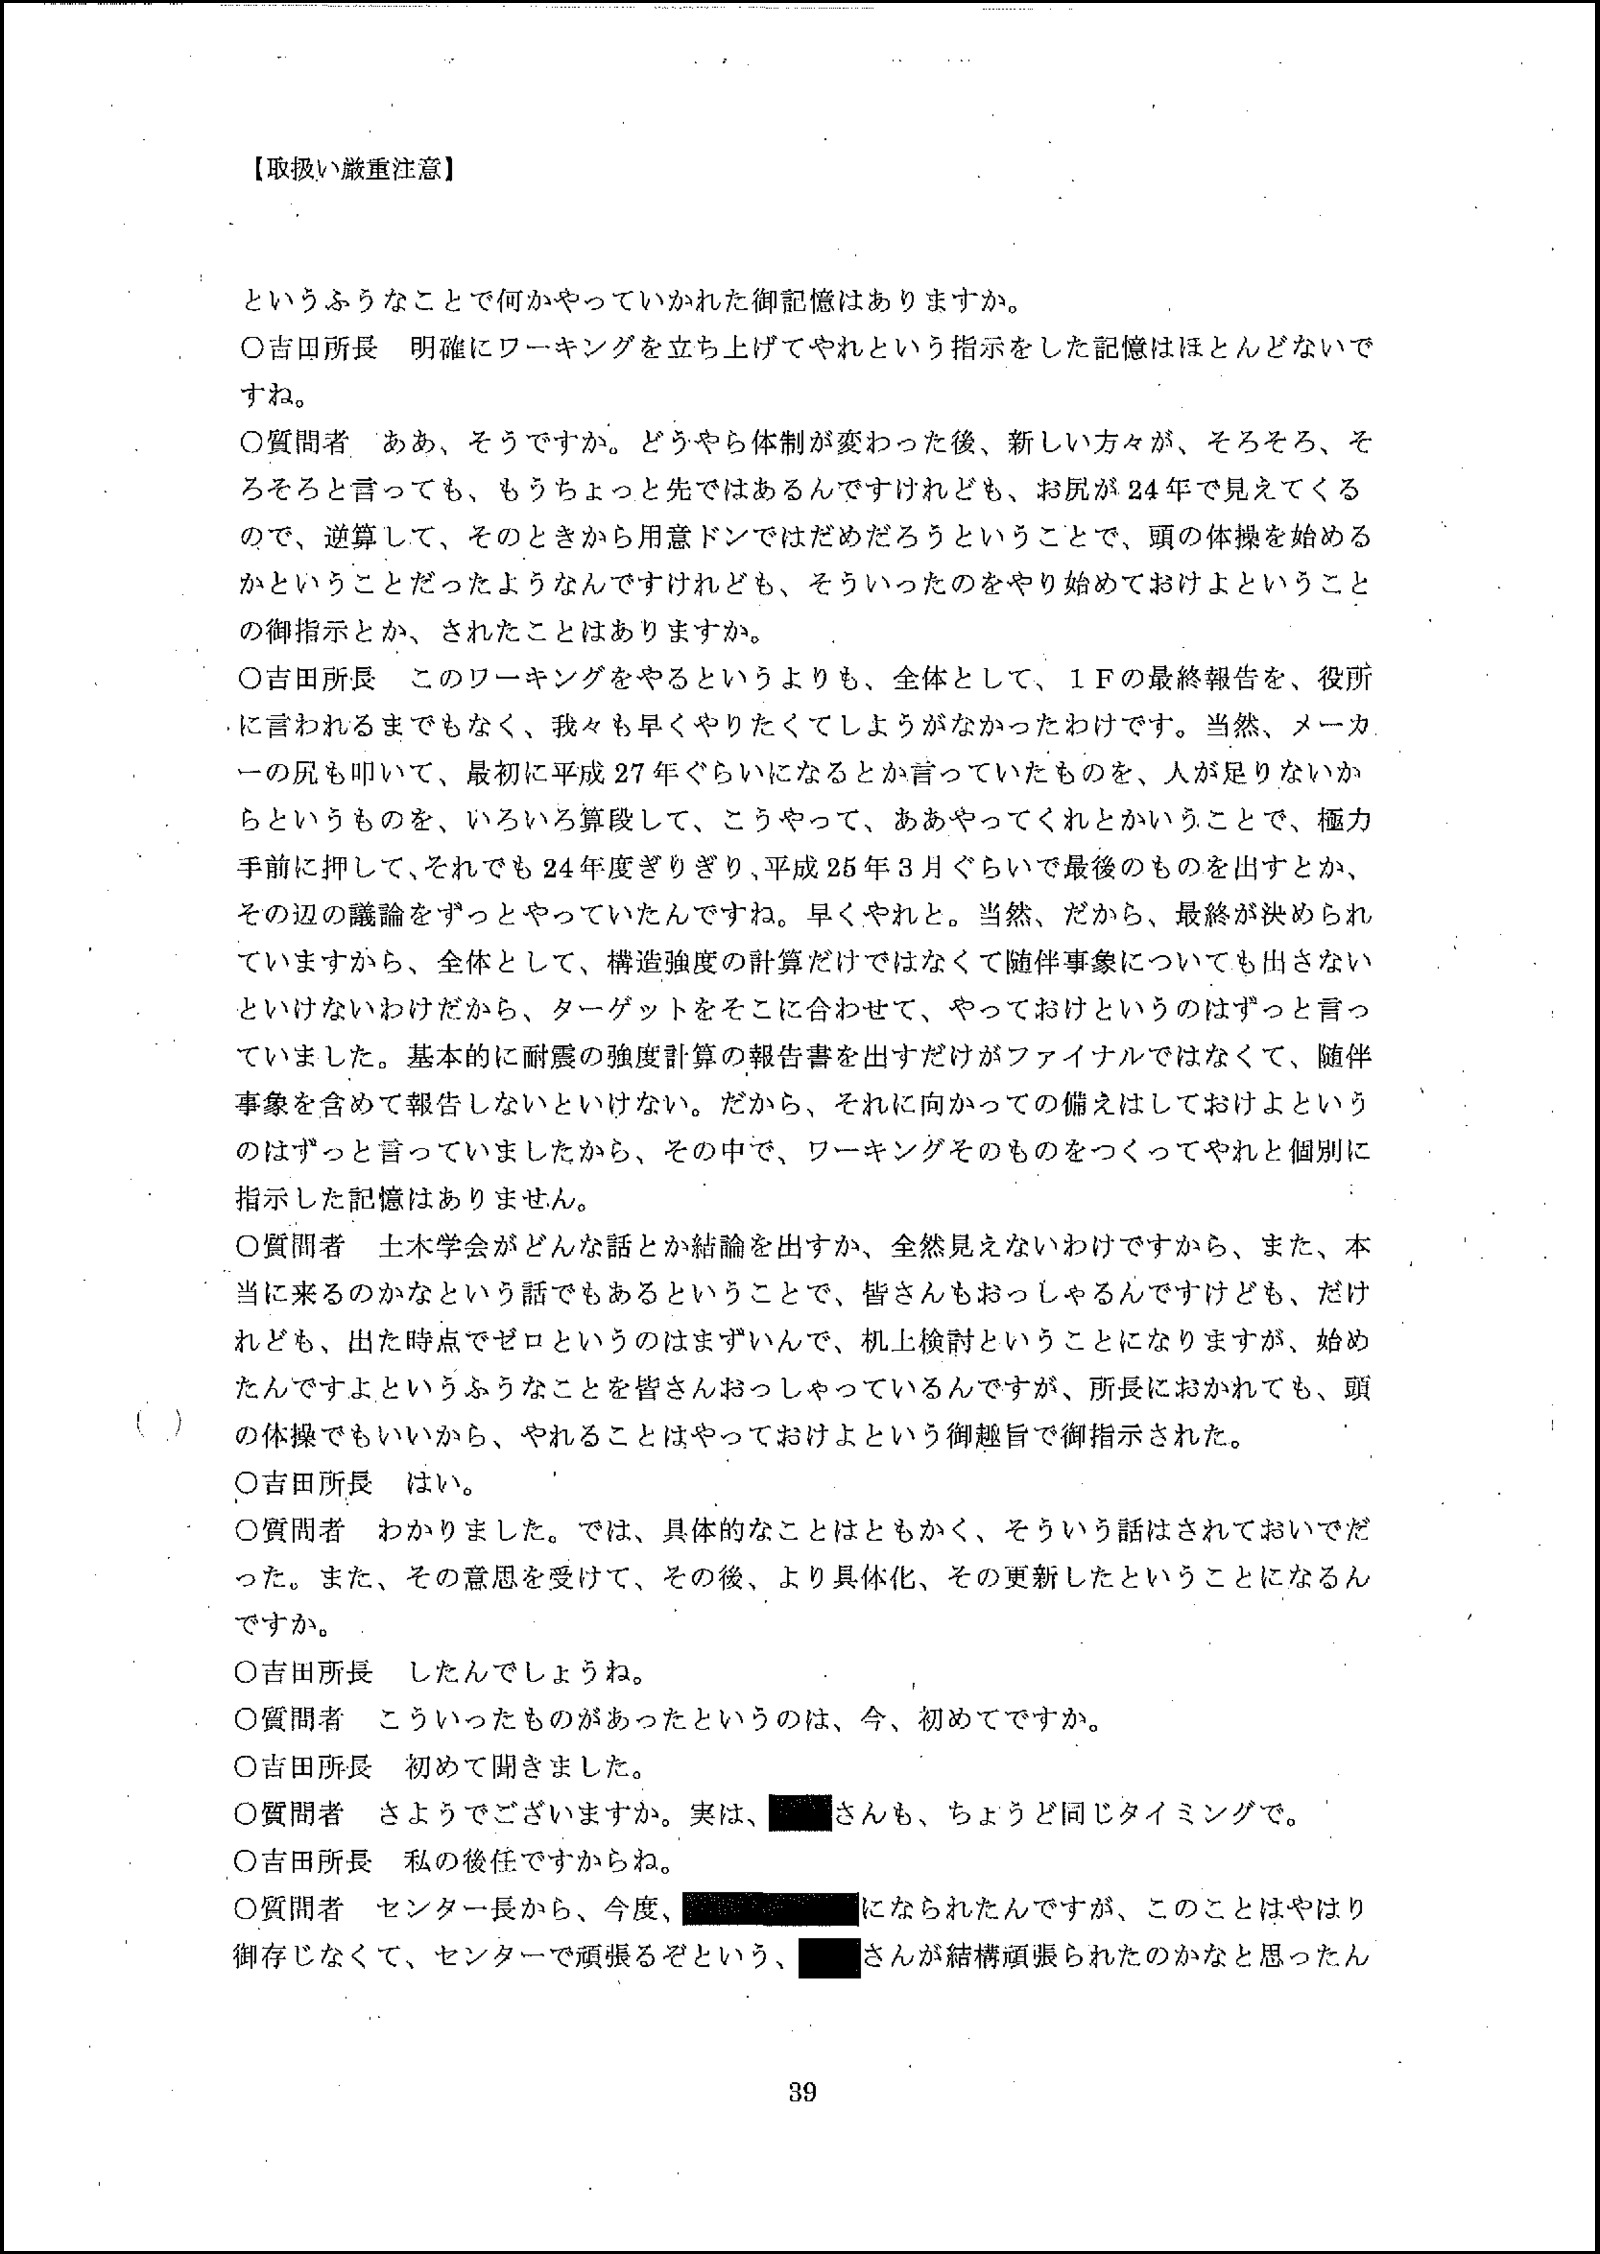 【取扱い厳重注意】
というふうなことで何かやっていかれた御記憶はありますか。
○吉田所長　明確にワーキングを立ち上げてやれという指示をした記憶はほとんどないで
すね。
○質問者　ああ、そうですか。どうやら体制が変わった後、新しい方々が、そろそろ、そ
ろそろと言っても、もうちょっと先ではあるんですけれども、お尻が 24 年で見えてくる
ので、逆算して、そのときから用意ドンではだめだろうということで、頭の体操を始める
かということだったようなんですけれども、そういったのをやり始めておけよということ
の御指示とか、されたことはありますか。
○吉田所長　このワーキングをやるというよりも、全体として、１Ｆの最終報告を、役所
に言われるまでもなく、我々も早くやりたくてしようがなかったわけです。当然、メーカ
ーの尻も叩いて、最初に平成 27 年ぐらいになるとか言っていたものを、人が足りないか
らというものを、いろいろ算段して、こうやって、ああやってくれとかいうことで、極力
手前に押して、それでも 24 年度ぎりぎり、平成 25 年 3 月ぐらいで最後のものを出すとか、
その辺の議論をずっとやっていたんですね。早くやれと。当然、だから、最終が決められ
ていますから、全体として、構造強度の計算だけではなくて随伴事象についても出さない
といけないわけだから、ターゲットをそこに合わせて、やっておけというのはずっと言っ
ていました。基本的に耐震の強度計算の報告書を出すだけがファイナルではなくて、随伴
事象を含めて報告しないといけない。だから、それに向かっての備えはしておけよという
のはずっと言っていましたから、その中で、ワーキングそのものをつくってやれと個別に
指示した記憶はありません。
○質問者　土木学会がどんな話とか結論を出すか、全然見えないわけですから、また、本
当に来るのかなという話でもあるということで、皆さんもおっしゃるんですけども、だけ
れども、出た時点でゼロというのはまずいんで、机上検討ということになりますが、始め
たんですよというふうなことを皆さんおっしゃっているんですが、所長におかれても、頭
の体操でもいいから、やれることはやっておけよという御趣旨で御指示された。
○吉田所長　はい。
○質問者　わかりました。では、具体的なことはともかく、そういう話はされておいでだ
った。また、その意思を受けて、その後、より具体化、その更新したということになるん
ですか。
○吉田所長　したんでしょうね。
○質問者　こういったものがあったというのは、今、初めてですか。
○吉田所長　初めて聞きました。
○質問者　さようでございますか。実は、さんも、ちょうど同じタイミングで。
○吉田所長　私の後任ですからね。
○質問者　センター長から、今度、になられたんですが、このことはやはり
御存じなくて、センターで頑張るぞという、さんが結構頑張られたのかなと思ったん
39